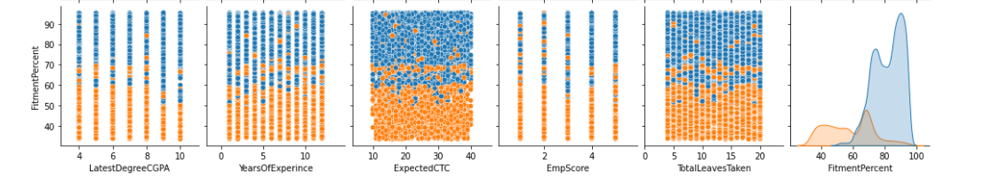 90
80
70
60
50
40
FitmentPercent
4 6 8 10
0 5 10
10 20 30 40
2 4
0 5 10 15 20
40 60 80 100
LatestDegreeCGPA
YearsOfExperince
ExpectedCTC
EmpScore
TotalLeavesTaken
FitmentPercent